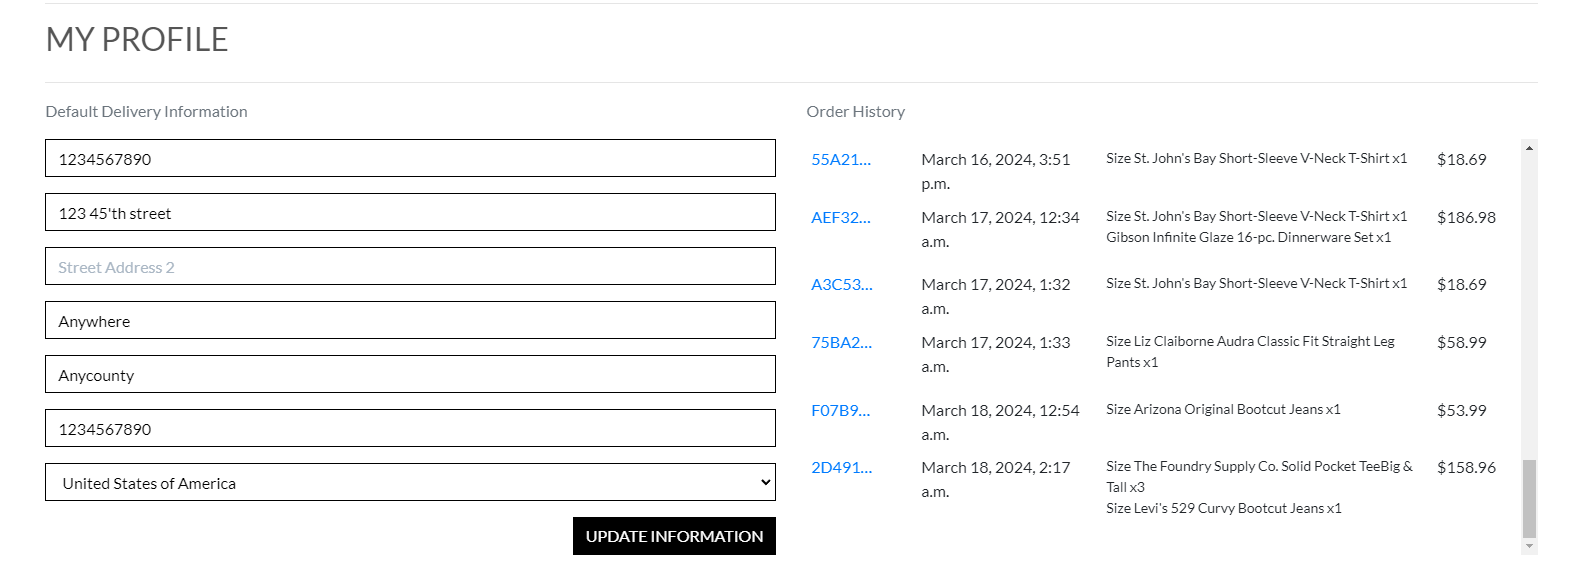 MY PROFILE
Default Delivery Information
1234567890
123 45'th street
Street Address 2
Anywhere
Anycounty
1234567890
United States of America
UPDATE INFORMATION
Order History
55A21... March 16, 2024, 3:51 Size St. John's Bay Short-Sleeve V-Neck T-Shirt x1 $18.69
p.m.
AEF32... March 17, 2024, 12:34 Size St. John's Bay Short-Sleeve V-Neck T-Shirt x1 $186.98
a.m. Gibson Infinite Glaze 16-pc. Dinnerware Set x1
A3C53... March 17, 2024, 1:32 Size St. John's Bay Short-Sleeve V-Neck T-Shirt x1 $18.69
a.m.
75BA2... March 17, 2024, 1:33 Size Liz Claiborne Audra Classic Fit Straight Leg $58.99
a.m. Pants x1
F07B9... March 18, 2024, 12:54 Size Arizona Original Bootcut Jeans x1 $53.99
a.m.
2D491... March 18, 2024, 2:17 Size The Foundry Supply Co. Solid Pocket TeeBig & $158.96
a.m. Tall x3
Size Levi's 529 Curvy Bootcut Jeans x1